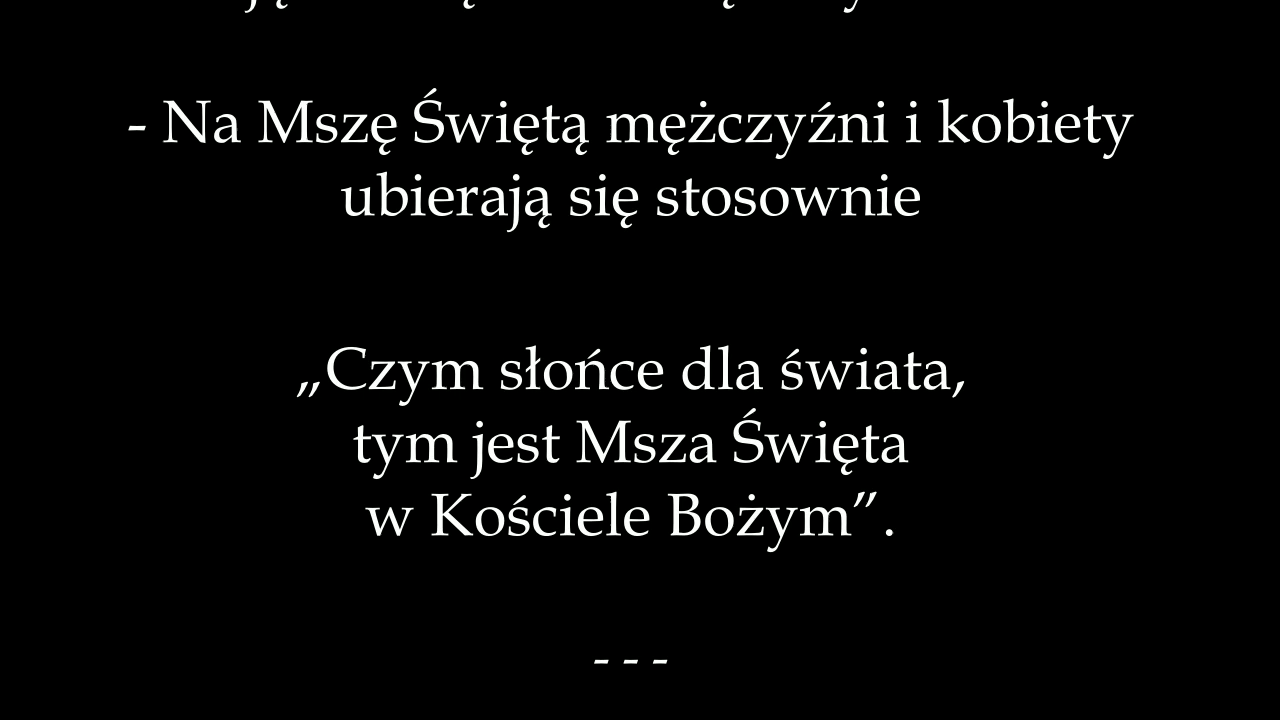 - Na Mszę Świętą mężczyźni i kobiety
ubierają się stosownie
„Czym słońce dla świata,
tym jest Msza Święta
w Kościele Bożym”.
- - -